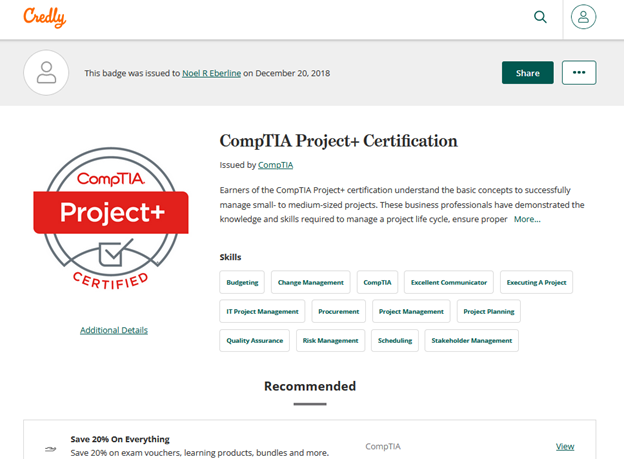 Credly
This badge was issued to Noel R Eberline on December 20, 2018
Share
CompTIA Project+ Certification
Issued by CompTIA
Earners of the CompTIA Project+ certification understand the basic concepts to successfully
manage small- to medium-sized projects. These business professionals have demonstrated the
knowledge and skills required to manage a project life cycle, ensure proper More...
CompTIA.
Project+
CERTIFIED
Additional Details
Skills
Budgeting Change Management CompTIA Excellent Communicator Executing A Project
IT Project Management Procurement Project Management Project Planning
Quality Assurance Risk Management Scheduling Stakeholder Management
Recommended
Save 20% On Everything
Save 20% on exam vouchers, learning products, bundles and more.
CompTIA
View